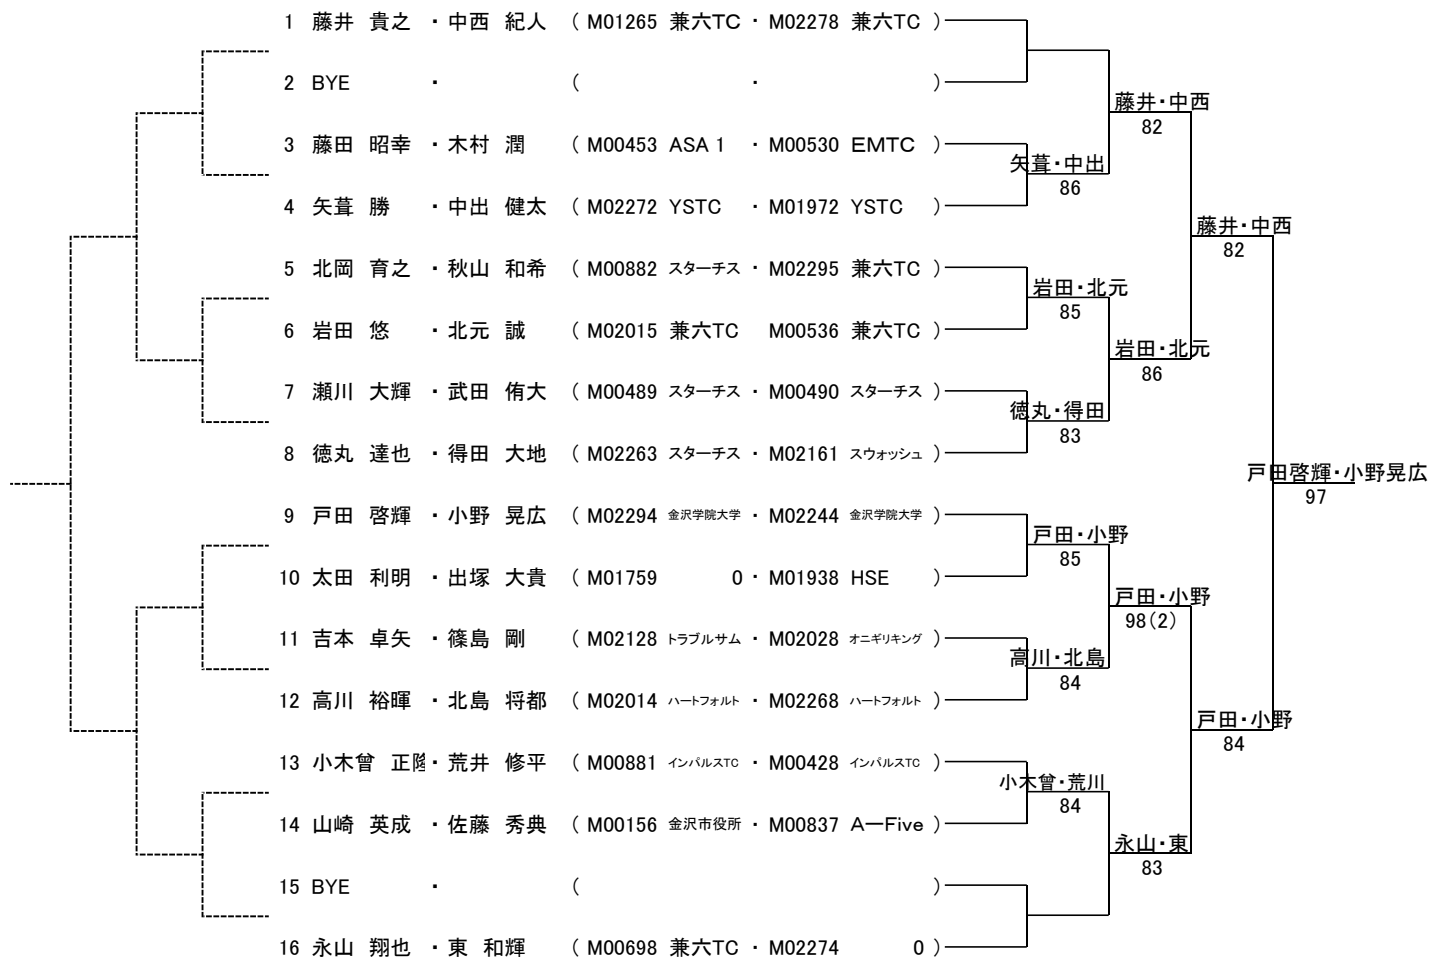 1 藤井 貴之 ・ 中西 紀人 ( M01265 兼六TC ・ M02278 兼六TC )
2 BYE ・ ( ・ )
藤井・中西
82
3 藤田 昭幸 ・ 木村 潤 ( M00453 ASA 1 ・ M00530 EMTC )
矢葺・中出
86
4 矢葺 勝 ・ 中出 健太 ( M02272 YSTC ・ M01972 YSTC )
藤井・中西
82
5 北岡 育之 ・ 秋山 和希 ( M00882 スターチス ・ M02295 兼六TC )
岩田・北元
85
6 岩田 悠 ・ 北元 誠 ( M02015 兼六TC M00536 兼六TC )
岩田・北元
86
7 瀬川 大輝 ・ 武田 侑大 ( M00489 スターチス ・ M00490 スターチス )
徳丸・得田
83
8 徳丸 達也 ・ 得田 大地 ( M02263 スターチス ・ M02161 スウォッシュ )
戸田啓輝・小野晃広
97
9 戸田 啓輝 ・ 小野 晃広 ( M02294 金沢学院大学 ・ M02244 金沢学院大学 )
戸田・小野
85
10 太田 利明 ・ 出塚 大貴 ( M01759 0 ・ M01938 HSE )
戸田・小野
98(2)
11 吉本 卓矢 ・ 篠島 剛 ( M02128 トラブルサム ・ M02028 オニギリキング )
高川・北島
84
12 高川 裕暉 ・ 北島 将都 ( M02014 ハートフォルト ・ M02268 ハートフォルト )
戸田・小野
84
13 小木曾 正隆 ・ 荒井 修平 ( M00881 インパルスTC ・ M00428 インパルスTC )
小木曾・荒川
84
14 山崎 英成 ・ 佐藤 秀典 ( M00156 金沢市役所 ・ M00837 A－Five )
永山・東
83
15 BYE ・ ( )
16 永山 翔也 ・ 東 和輝 ( M00698 兼六TC ・ M02274 0 )